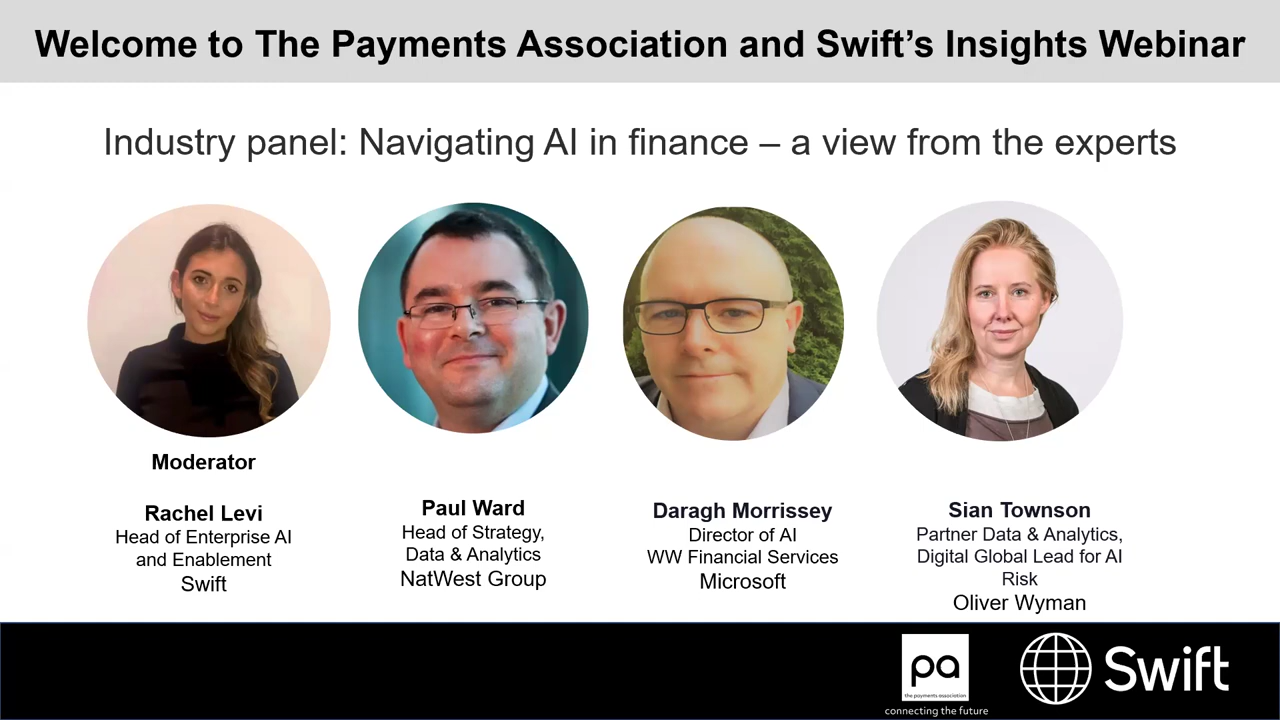 Welcome to The Payments Association and Swift’s Insights Webinar
Industry panel: Navigating AI in finance – a view from the experts
Moderator
Rachel Levi
Head of Enterprise AI
and Enablement
Swift
Paul Ward
Head of Strategy,
Data & Analytics
NatWest Group
Daragh Morrissey
Director of AI
WW Financial Services
Microsoft
Sian Townson
Partner Data & Analytics,
Digital Global Lead for AI
Risk
Oliver Wyman
pa
the payments association
connecting the future
Swift